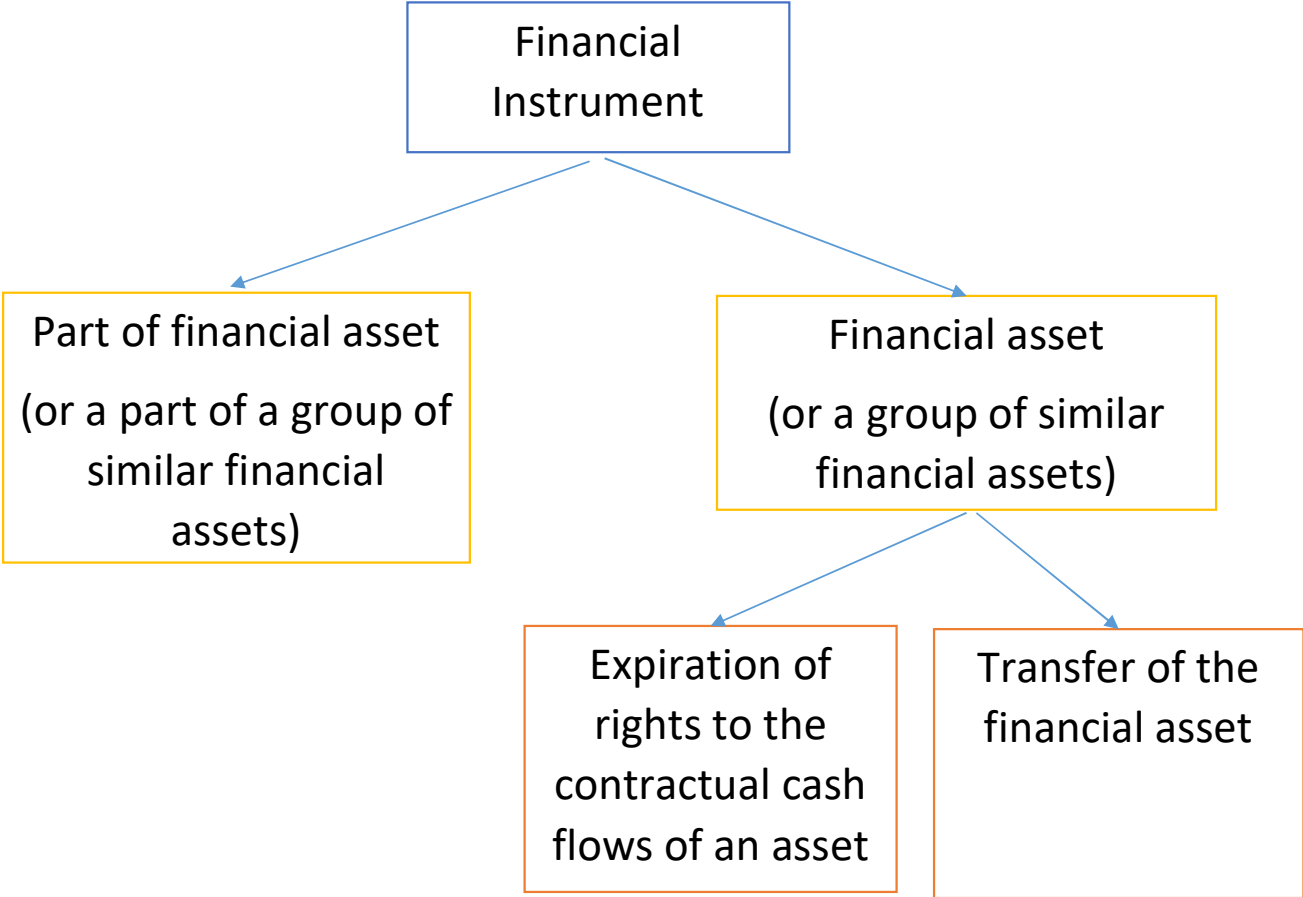 Financial
Instrument
Part of financial asset
(or a part of a group of
similar financial
assets)
Financial asset
(or a group of similar
financial assets)
Expiration of
rights to the
contractual cash
flows of an asset
Transfer of the
financial asset